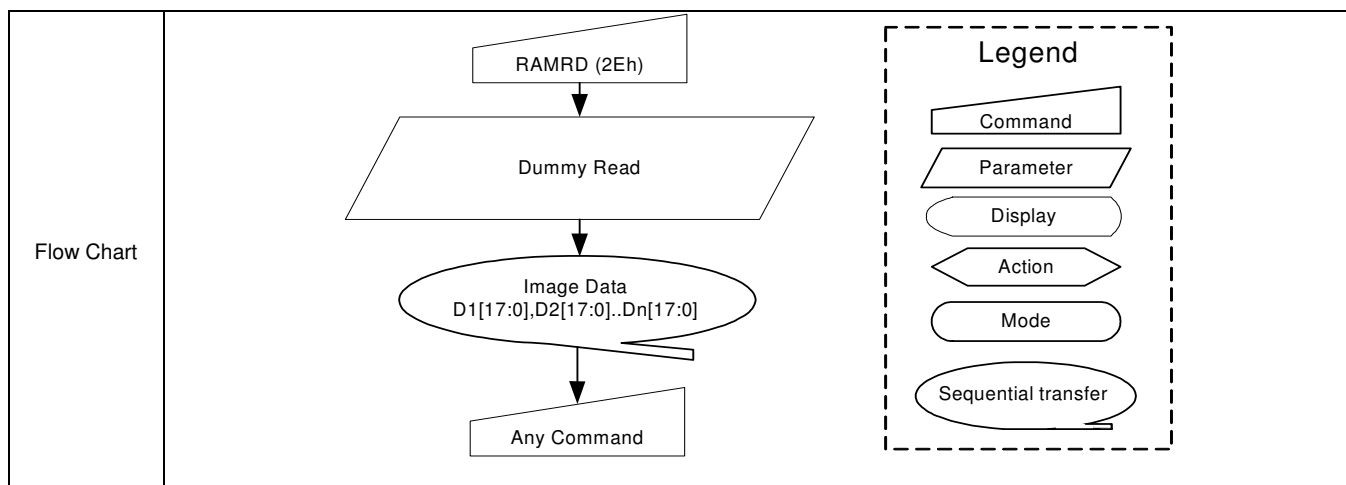 Flow Chart
RAMRD (2Eh)
Dummy Read
Image Data
D1[17:0],D2[17:0]..Dn[17:0]
Any Command
Legend
Command
Parameter
Display
Action
Mode
Sequential transfer